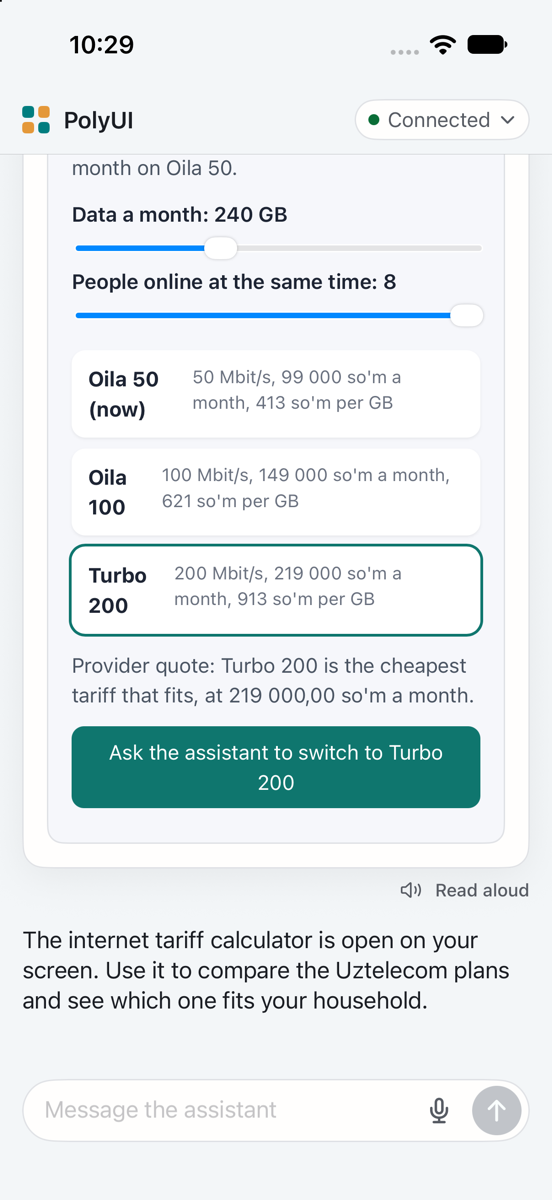 10:29
PolyUI
Connected
month on Oila 50.
Data a month: 240 GB
People online at the same time: 8
Oila 50
(now)
50 Mbit/s, 99 000 so'm a
month, 413 so'm per GB
Oila
100
100 Mbit/s, 149 000 so'm a month,
621 so'm per GB
Turbo
200
200 Mbit/s, 219 000 so'm a
month, 913 so'm per GB
Provider quote: Turbo 200 is the cheapest
tariff that fits, at 219 000,00 so'm a month.
Ask the assistant to switch to Turbo
200
Read aloud
The internet tariff calculator is open on your
screen. Use it to compare the Uztelecom plans
and see which one fits your household.
Message the assistant